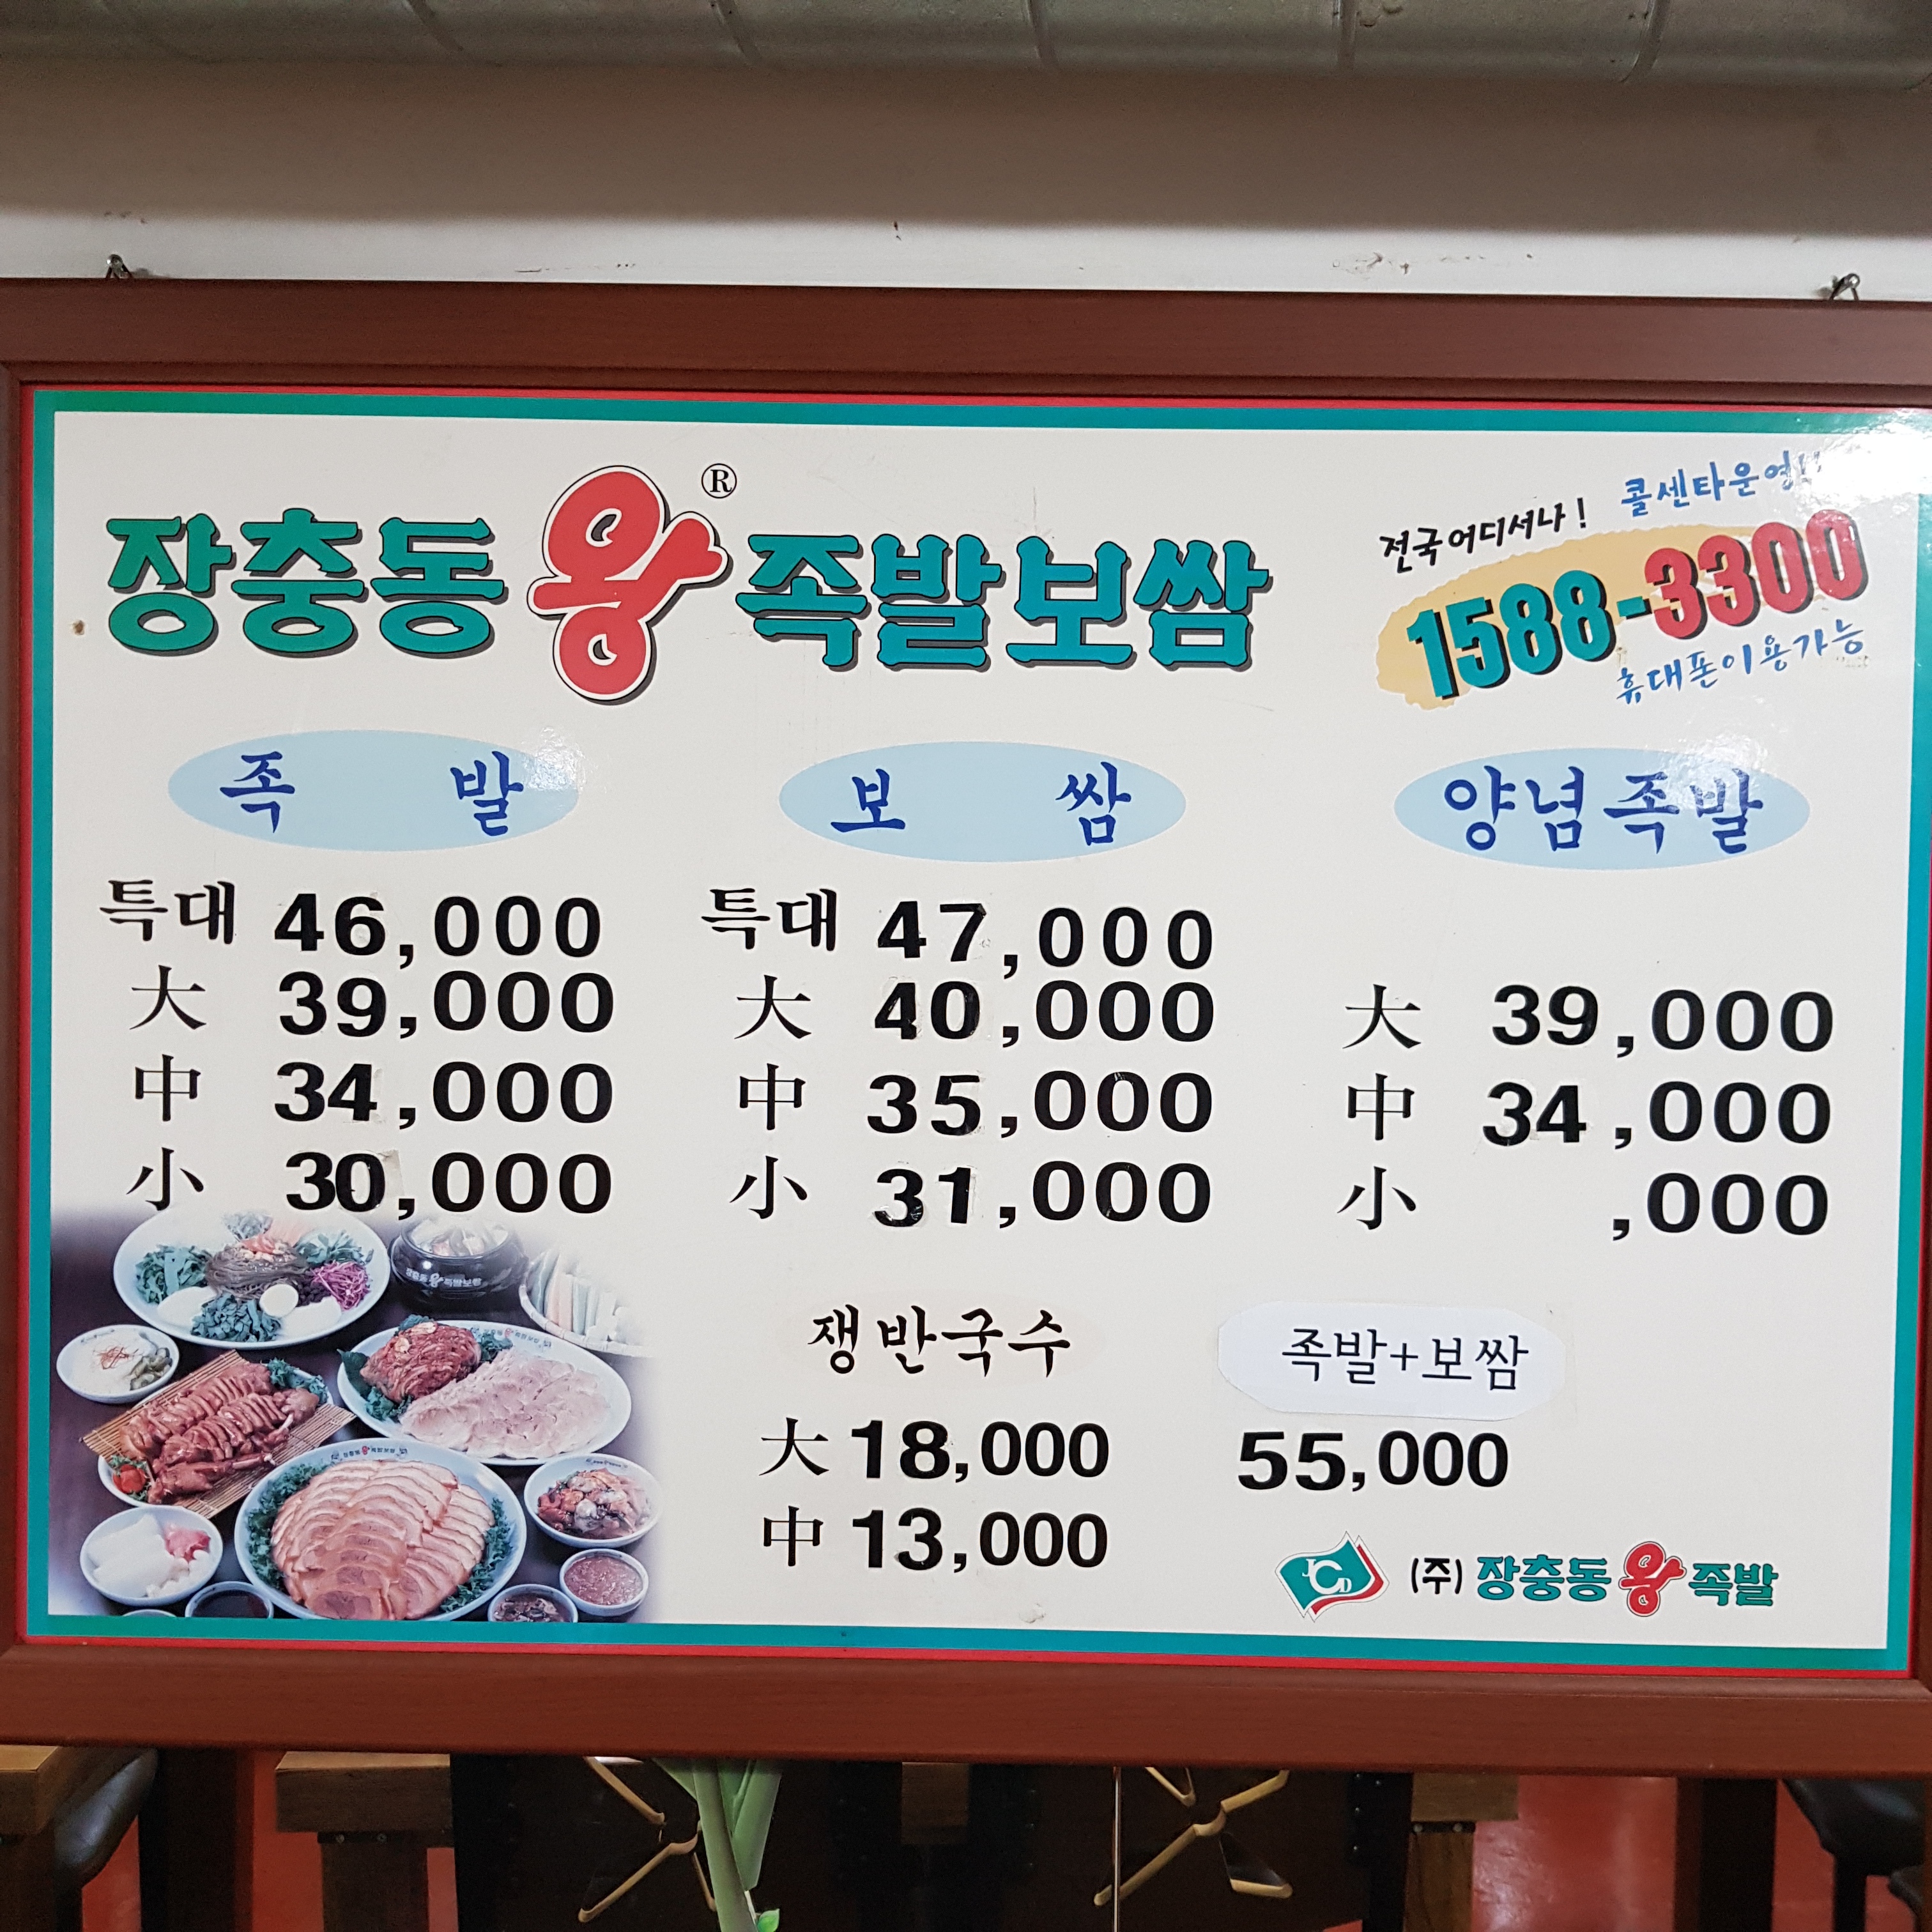 장충동왕®족발보쌈
전국어디서나! 콜센타운영!!
1588-3300
휴대폰이용가능
족발
특대 46,000
大 39,000
中 34,000
小 30,000
보쌈
특대 47,000
大 40,000
中 35,000
小 31,000
양념족발
大 39,000
中 34,000
小 ,000
쟁반국수
大 18,000
中 13,000
족발+보쌈
55,000
(주) 장충동왕족발